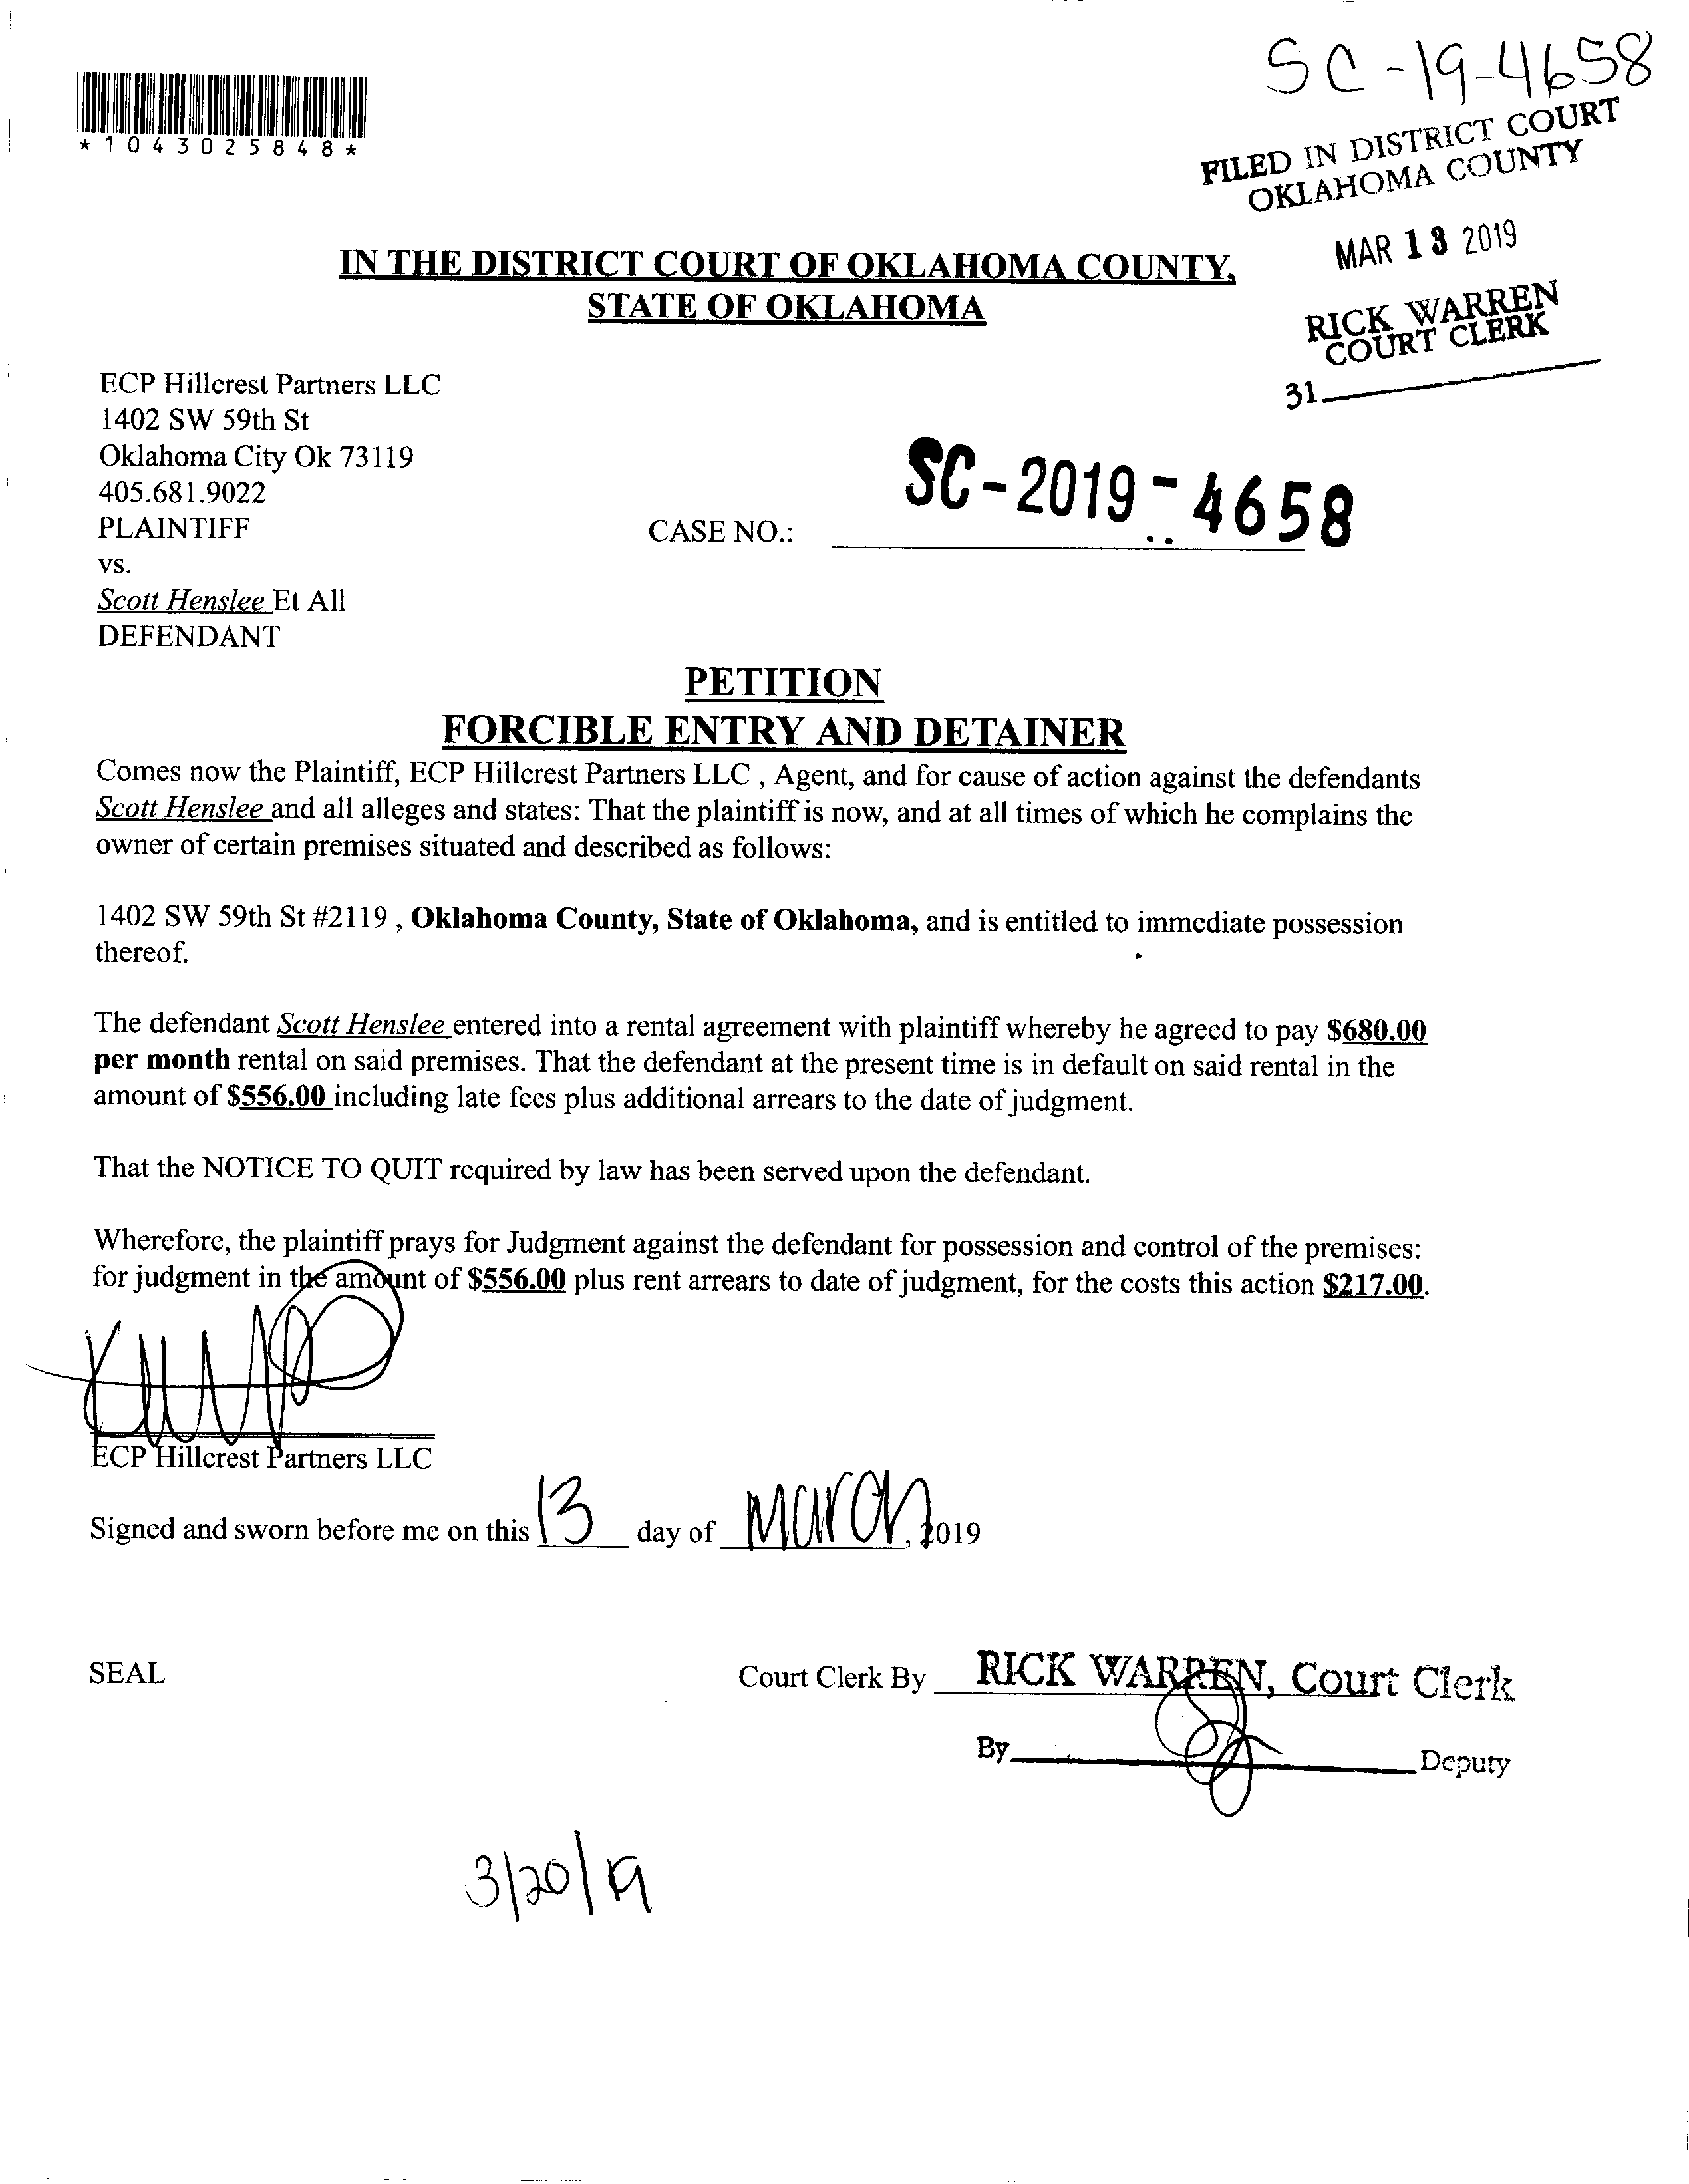 SC-19-4658
*1043025848*
FILED IN DISTRICT COURT
OKLAHOMA COUNTY
MAR 13 2019
RICK WARREN
COURT CLERK
31
IN THE DISTRICT COURT OF OKLAHOMA COUNTY,
STATE OF OKLAHOMA
ECP Hillcrest Partners LLC
1402 SW 59th St
Oklahoma City Ok 73119
405.681.9022
PLAINTIFF
CASE NO.: SC-2019-4658
vs.
Scott Henslee Et All
DEFENDANT
PETITION
FORCIBLE ENTRY AND DETAINER
Comes now the Plaintiff, ECP Hillcrest Partners LLC , Agent, and for cause of action against the defendants
Scott Henslee and all alleges and states: That the plaintiff is now, and at all times of which he complains the
owner of certain premises situated and described as follows:
1402 SW 59th St #2119 , Oklahoma County, State of Oklahoma, and is entitled to immediate possession
thereof.
The defendant Scott Henslee entered into a rental agreement with plaintiff whereby he agreed to pay $680.00
per month rental on said premises. That the defendant at the present time is in default on said rental in the
amount of $556.00 including late fees plus additional arrears to the date of judgment.
That the NOTICE TO QUIT required by law has been served upon the defendant.
Wherefore, the plaintiff prays for Judgment against the defendant for possession and control of the premises:
for judgment in the amount of $556.00 plus rent arrears to date of judgment, for the costs this action $217.00.
ECP Hillcrest Partners LLC
Signed and sworn before me on this 13 day of March, 2019
SEAL
Court Clerk By RICK WARREN, Court Clerk
By Deputy
3/20/19